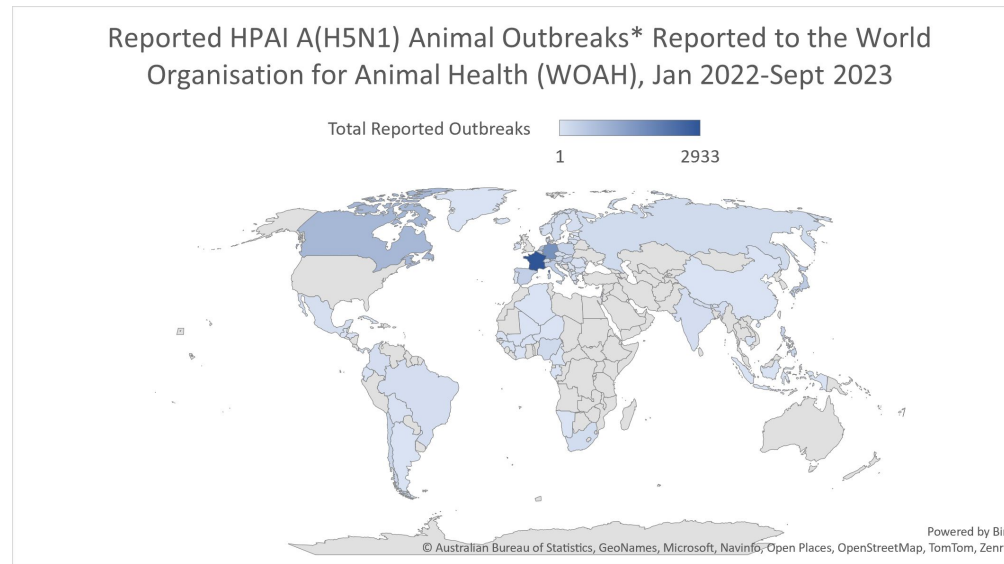 Reported HPAI A(H5N1) Animal Outbreaks* Reported to the World
Organisation for Animal Health (WOAH), Jan 2022-Sept 2023
Total Reported Outbreaks
1 2933
Powered by
© Australian Bureau of Statistics, GeoNames, Microsoft, Navinfo, Open Places, OpenStreetMap, TomTom,